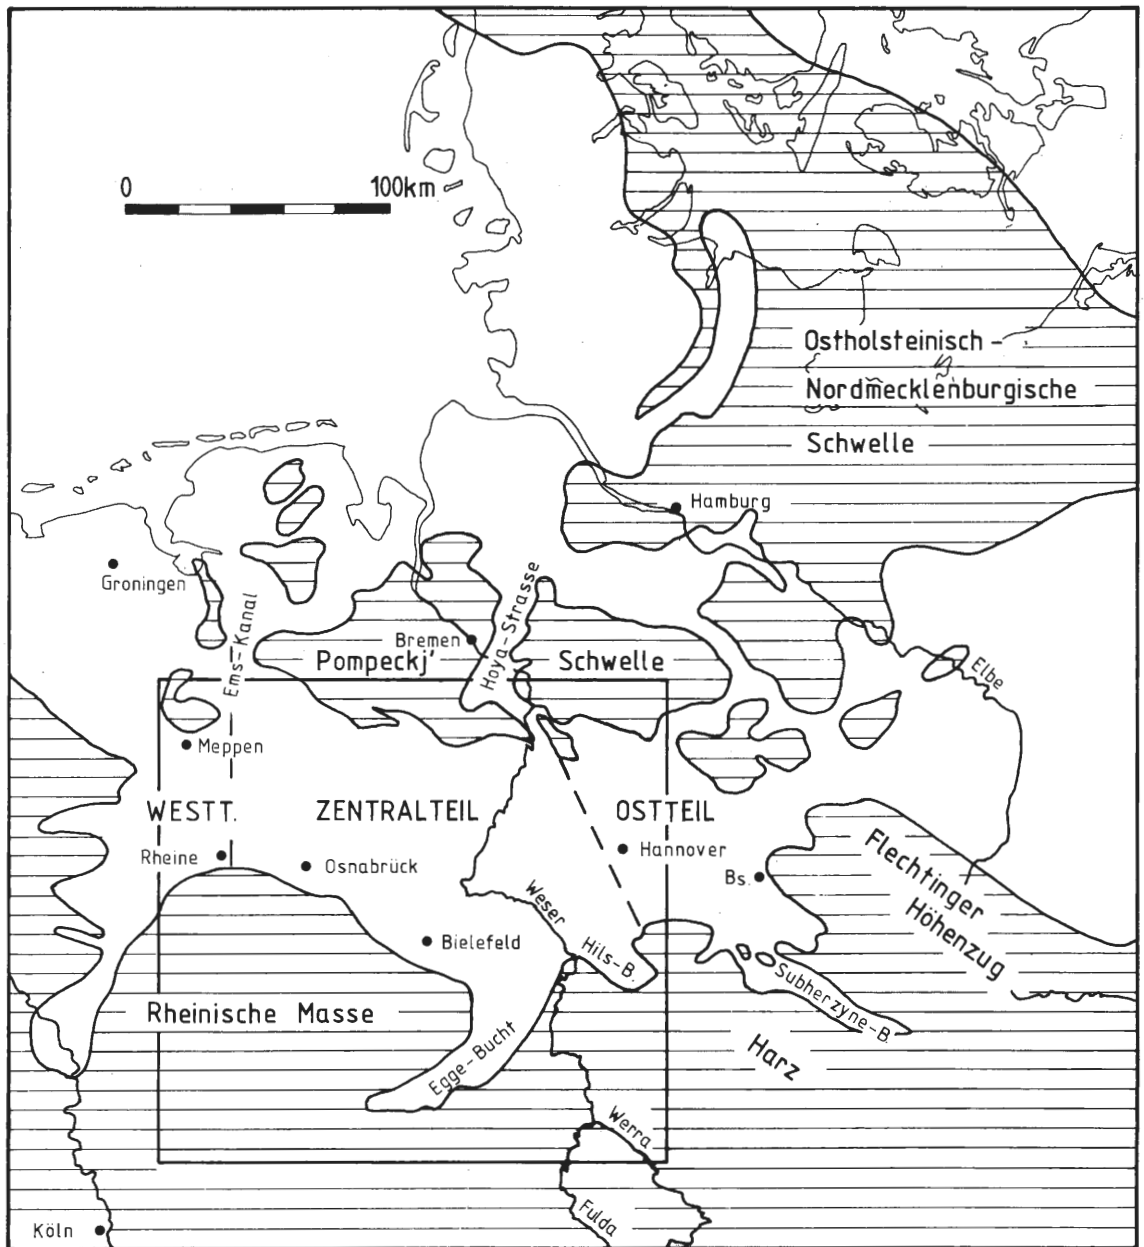 0 100km
Ostholsteinisch-
Nordmecklenburgische
Schwelle
Hamburg
Groningen
Ems-Kanal
Bremen
Hoya-Strasse
Pompeckj'
Schwelle
Elbe
Meppen
WESTT.
ZENTRALTEIL
OSTTEIL
Rheine
Osnabrück
Hannover
Bs.
Flechtinger
Höhenzug
Weser
Bielefeld
Hils-B.
Subherzyne-B.
Rheinische Masse
Harz
Egge-Bucht
Werra
Fulda
Köln